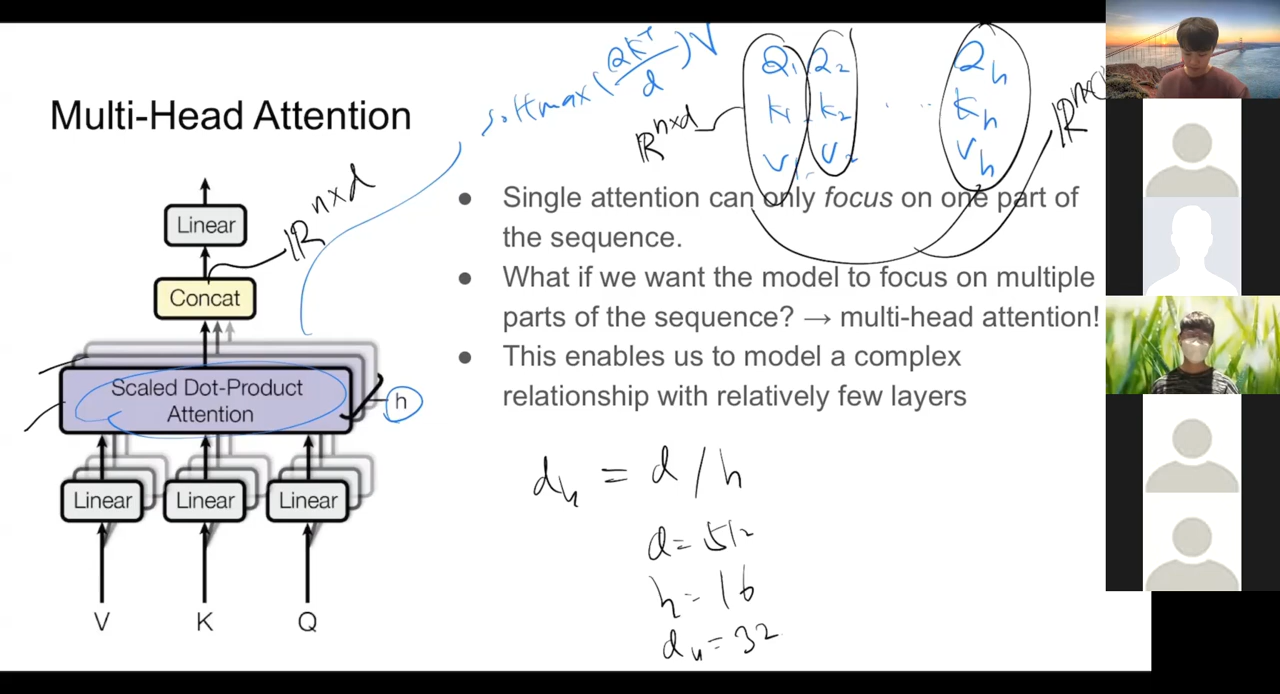 Multi-Head Attention
softmax(QKᵀ/d)V
Q₁ Q₂ ..... Qₕ
K₁ K₂ Kₕ
V₁ V₂ Vₕ
ℝⁿˣᵈ
● Single attention can only focus on one part of
the sequence.
● What if we want the model to focus on multiple
parts of the sequence? → multi-head attention!
● This enables us to model a complex
relationship with relatively few layers
dₕ = d/h
d = 512
h = 16
dₕ = 32
ℝⁿˣᵈ
Linear
Concat
Scaled Dot-Product
Attention
h
Linear Linear Linear
V K Q